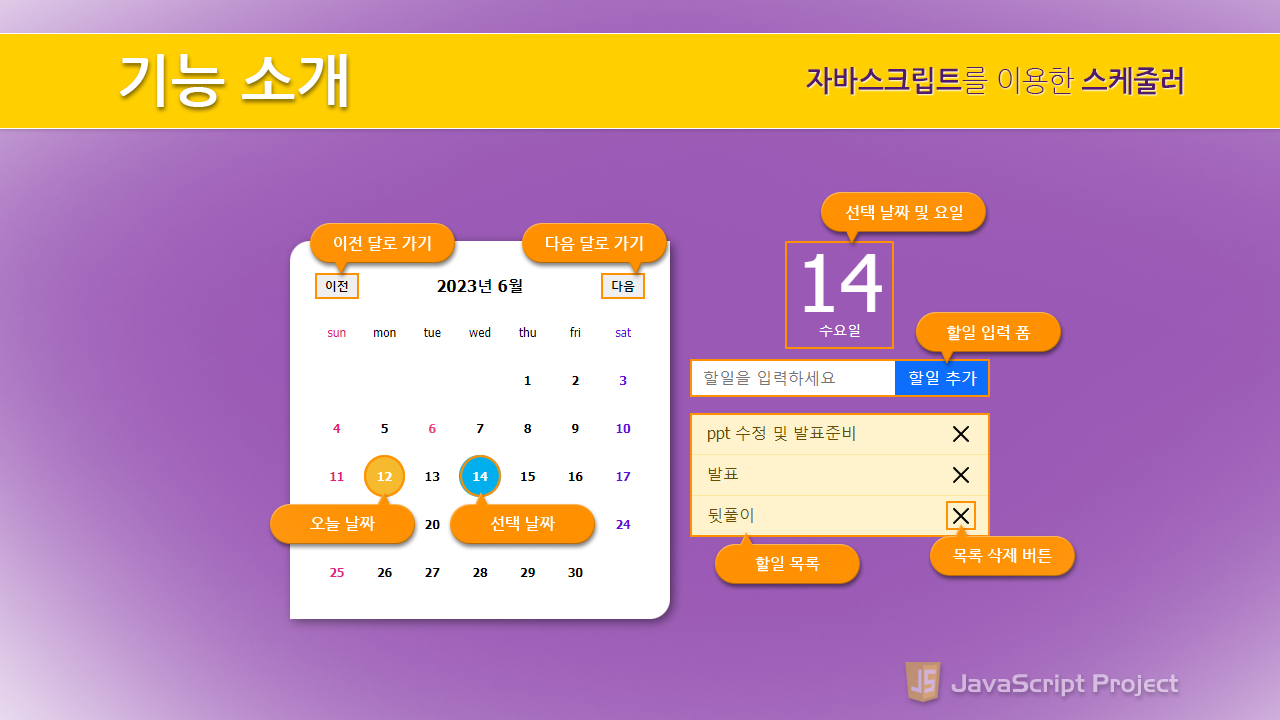 기능 소개
자바스크립트를 이용한 스케줄러
이전 달로 가기
다음 달로 가기
이전
2023년 6월
다음
sun mon tue wed thu fri sat
1 2 3
4 5 6 7 8 9 10
11 12 13 14 15 16 17
오늘 날짜
20
선택 날짜
24
25 26 27 28 29 30
선택 날짜 및 요일
14
수요일
할일 입력 폼
할일을 입력하세요
할일 추가
ppt 수정 및 발표준비
발표
뒷풀이
할일 목록
목록 삭제 버튼
JS JavaScript Project